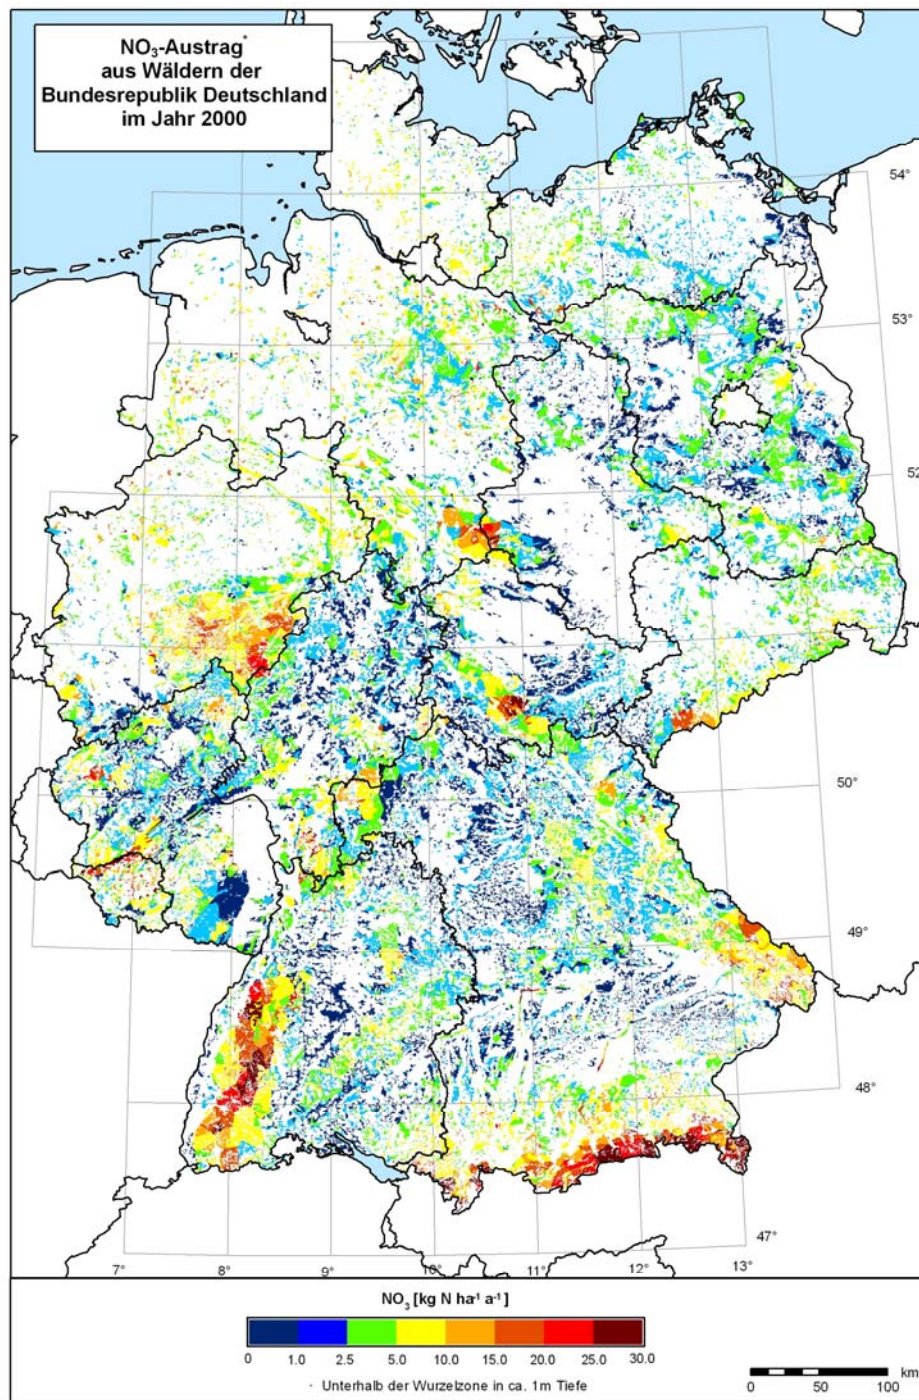 NO₃-Austrag*
aus Wäldern der
Bundesrepublik Deutschland
im Jahr 2000
54°
53°
52°
50°
49°
48°
47°
7° 8° 9° 10° 11° 12° 13°
NO₃ [kg N ha⁻¹ a⁻¹]
0 1.0 2.5 5.0 10.0 15.0 20.0 25.0 30.0
· Unterhalb der Wurzelzone in ca. 1m Tiefe
km
0 50 100